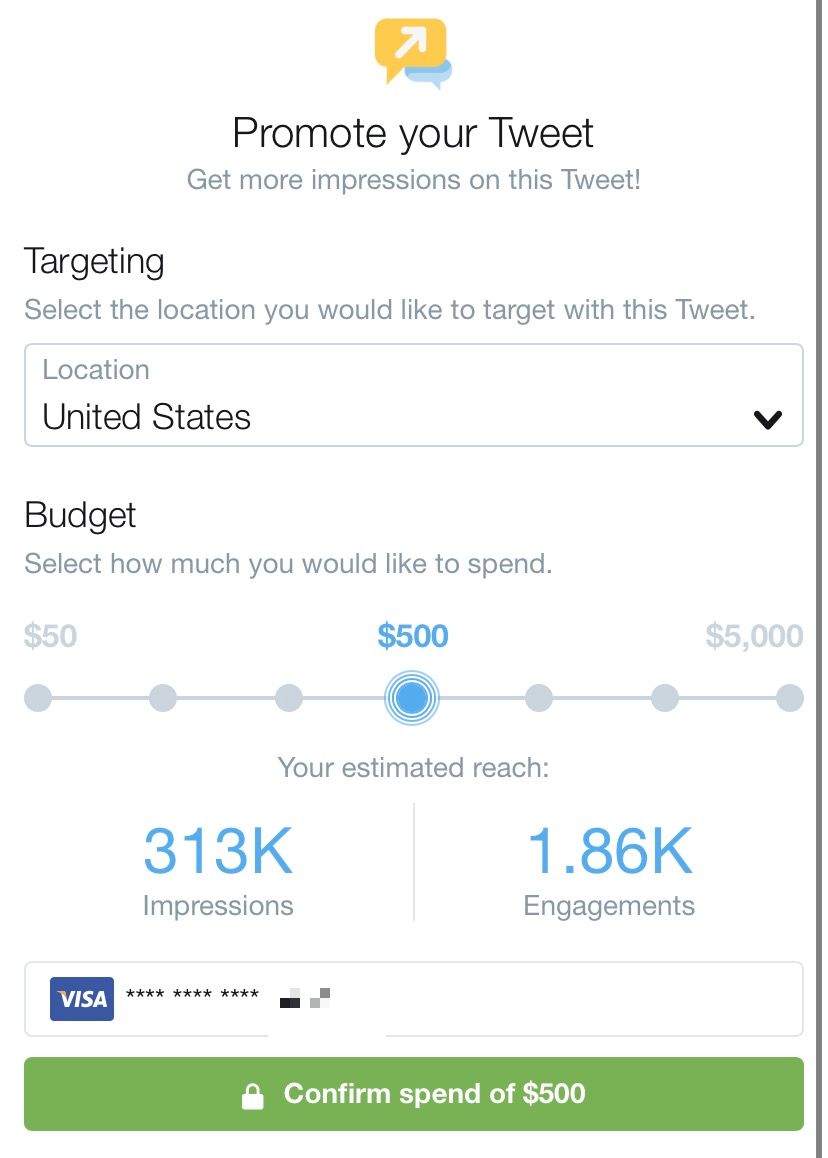 Promote your Tweet
Get more impressions on this Tweet!
Targeting
Select the location you would like to target with this Tweet.
Location
United States
Budget
Select how much you would like to spend.
$50 $500 $5,000
Your estimated reach:
313K 1.86K
Impressions Engagements
VISA **** **** ****
Confirm spend of $500